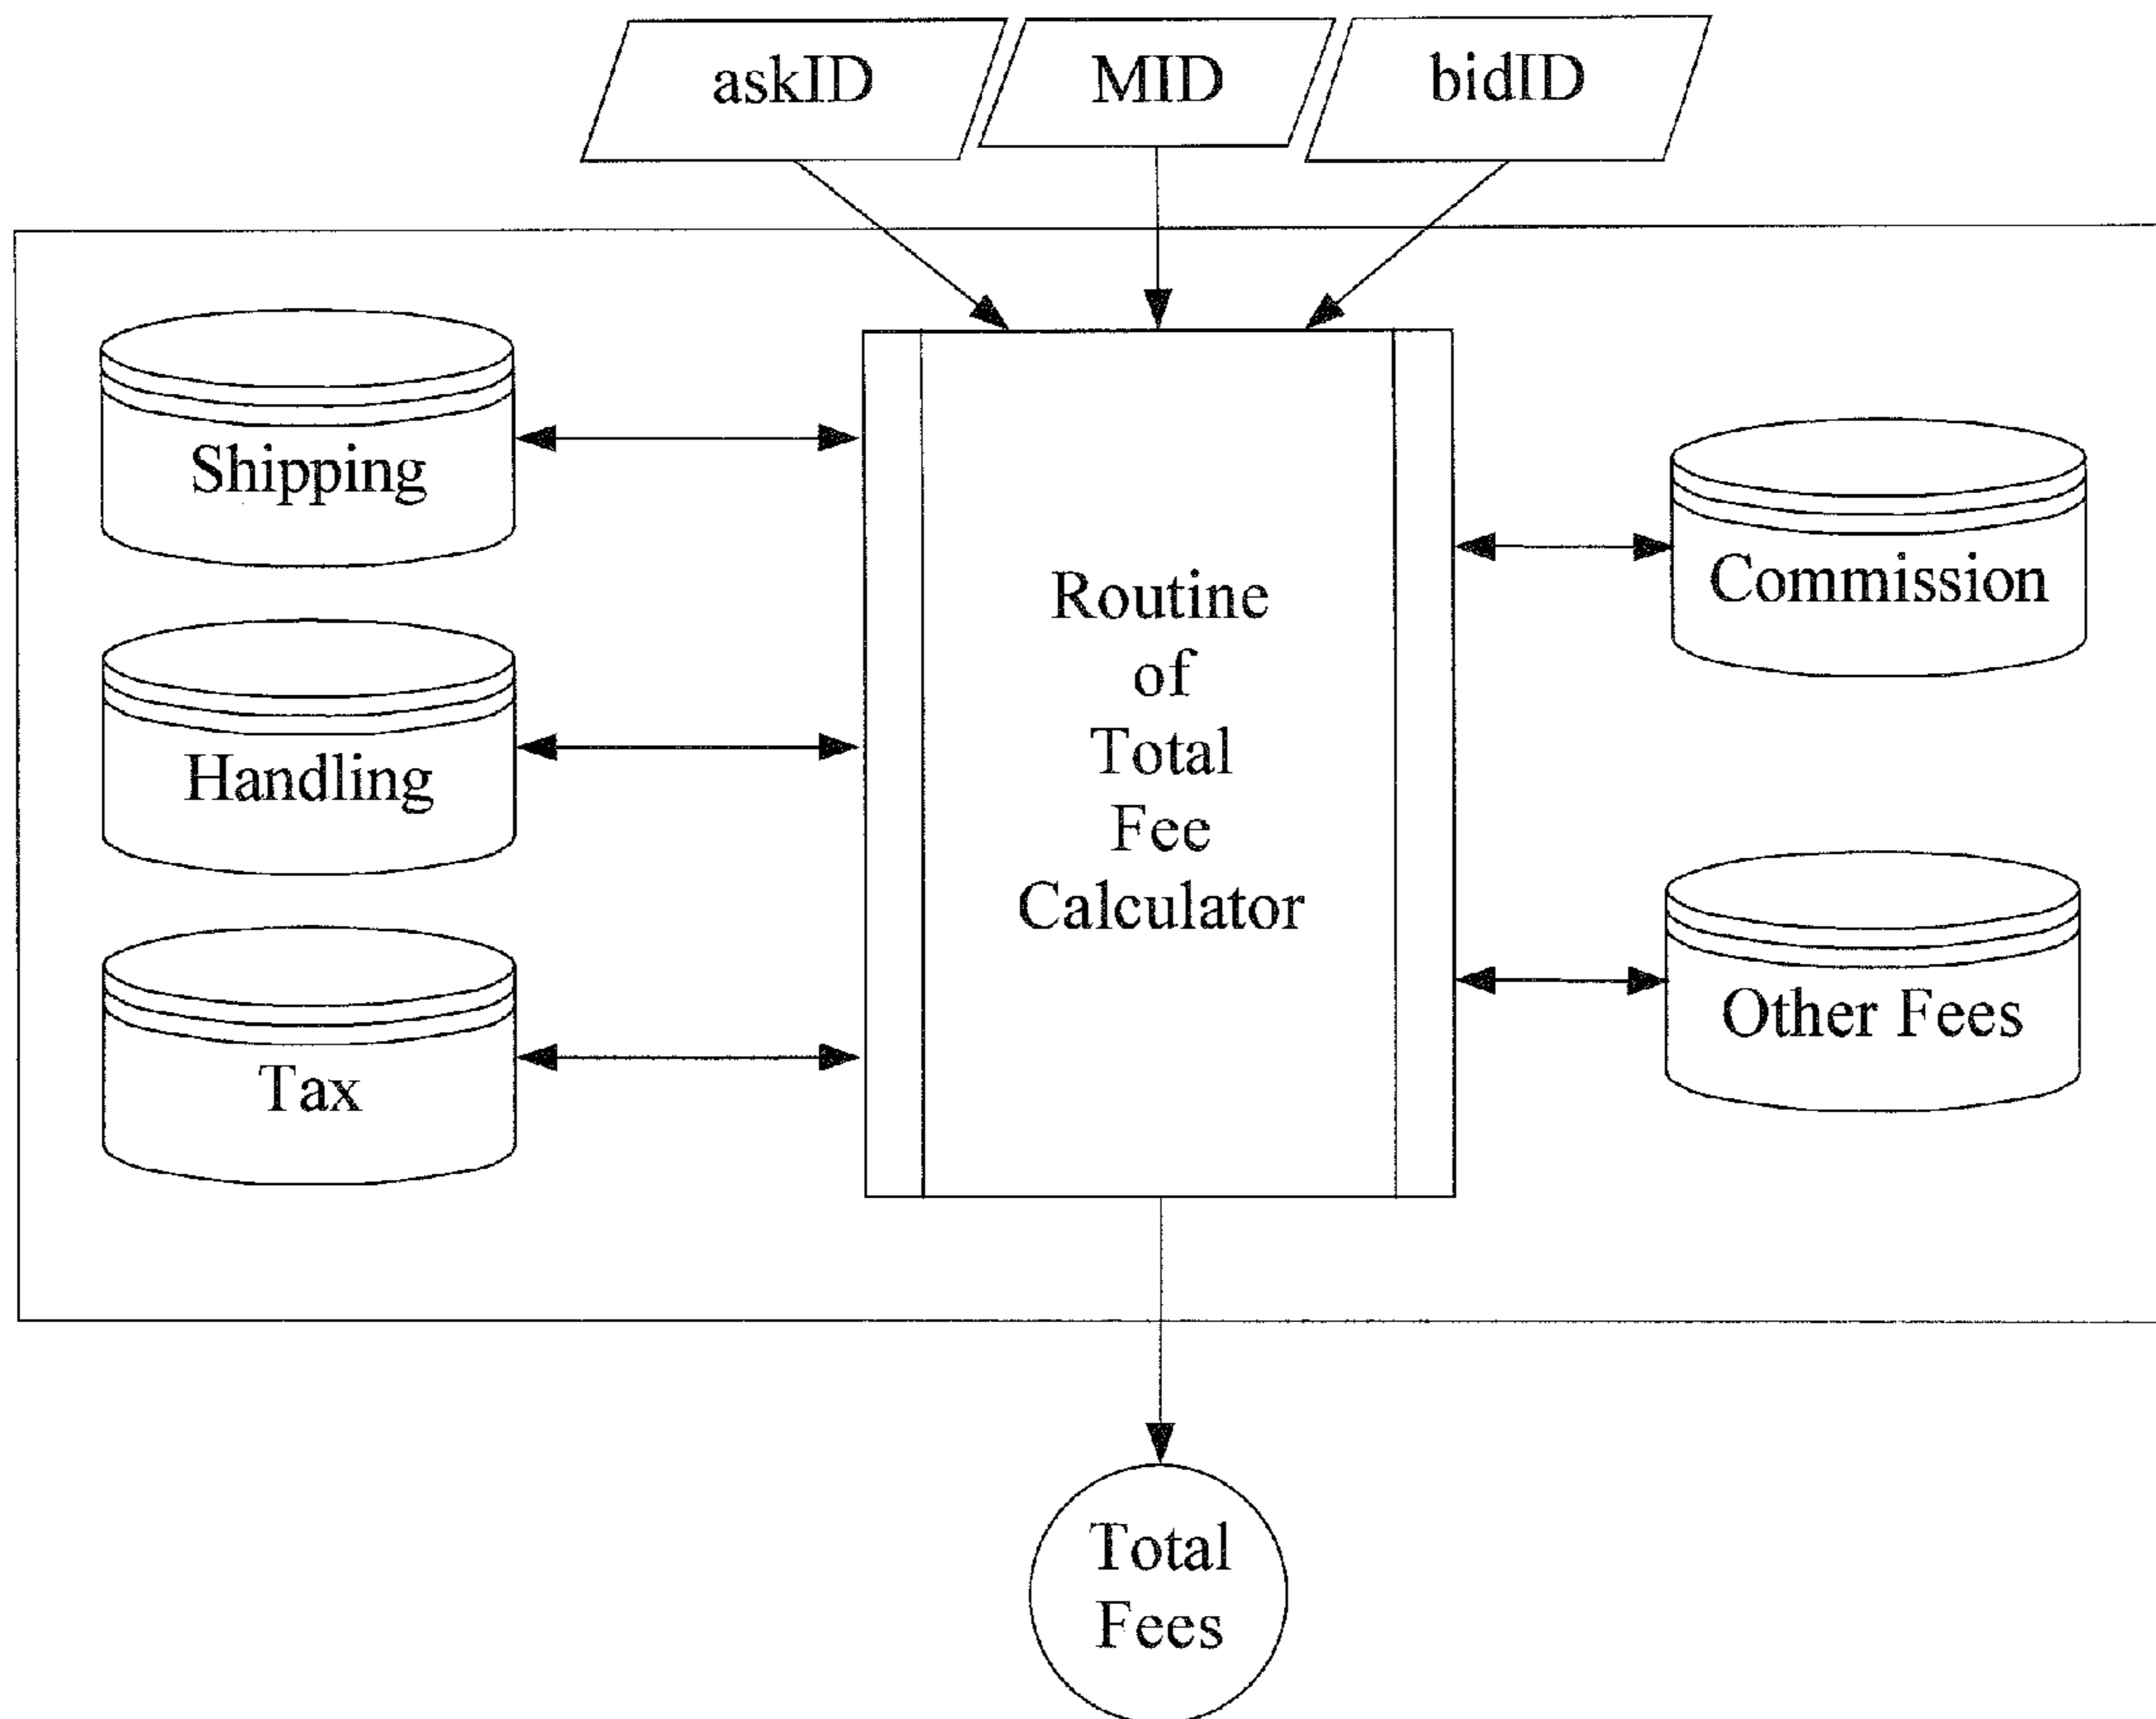 askID
MID
bidID
Shipping
Handling
Tax
Routine
of
Total
Fee
Calculator
Commission
Other Fees
Total
Fees